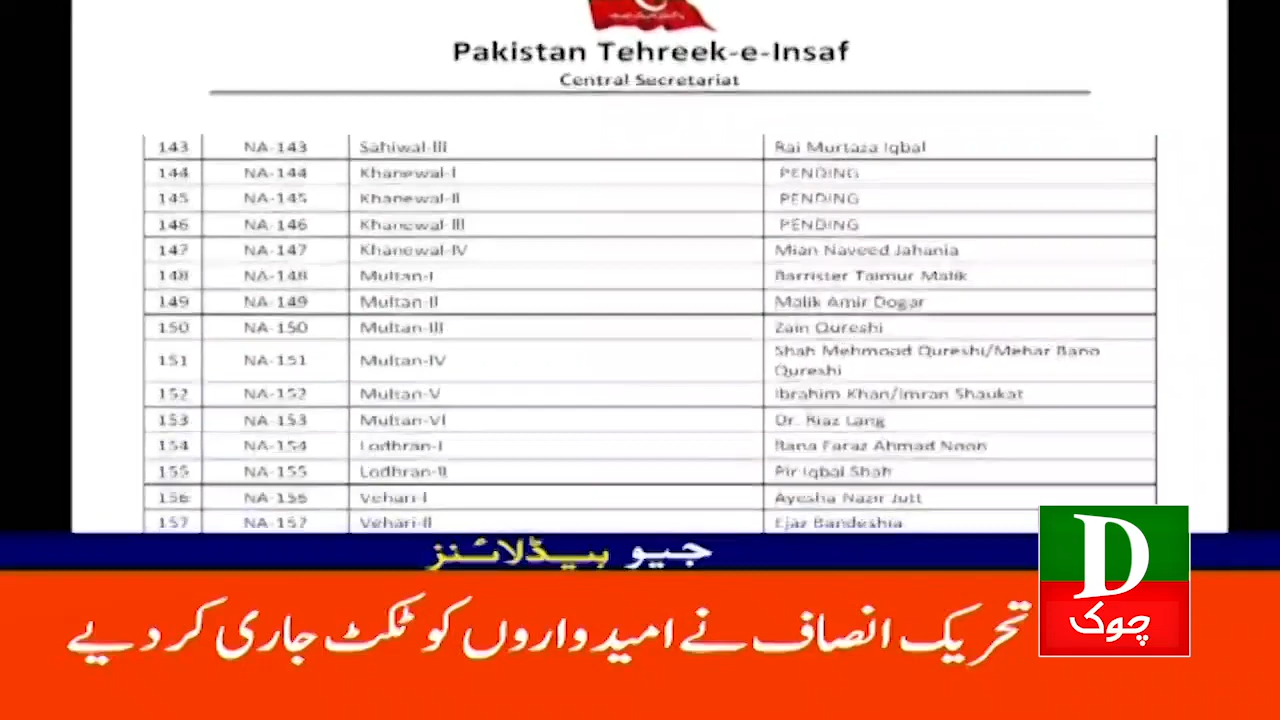 Pakistan Tehreek-e-Insaf
Central Secretariat
143 NA-143 Sahiwal-III Rai Murtaza Iqbal
144 NA-144 Khanewal-I PENDING
145 NA-145 Khanewal-II PENDING
146 NA-146 Khanewal-III PENDING
147 NA-147 Khanewal-IV Mian Naveed Jahania
148 NA-148 Multan-I Barrister Taimur Malik
149 NA-149 Multan-II Malik Amir Dogar
150 NA-150 Multan-III Zain Qureshi
151 NA-151 Multan-IV Shah Mehmood Qureshi/Mehar Bano
Qureshi
152 NA-152 Multan-V Ibrahim Khan/Imran Shaukat
153 NA-153 Multan-VI Dr. Riaz Lang
154 NA-154 Lodhran-I Rana Faraz Ahmad Noon
155 NA-155 Lodhran-II Pir Iqbal Shah
156 NA-156 Vehari-I Ayesha Nazir Jutt
157 NA-157 Vehari-II Ejaz Bandeshia
جیو ہیڈلائنز
D
چوک
تحریک انصاف نے امیدواروں کو ٹکٹ جاری کر دیے